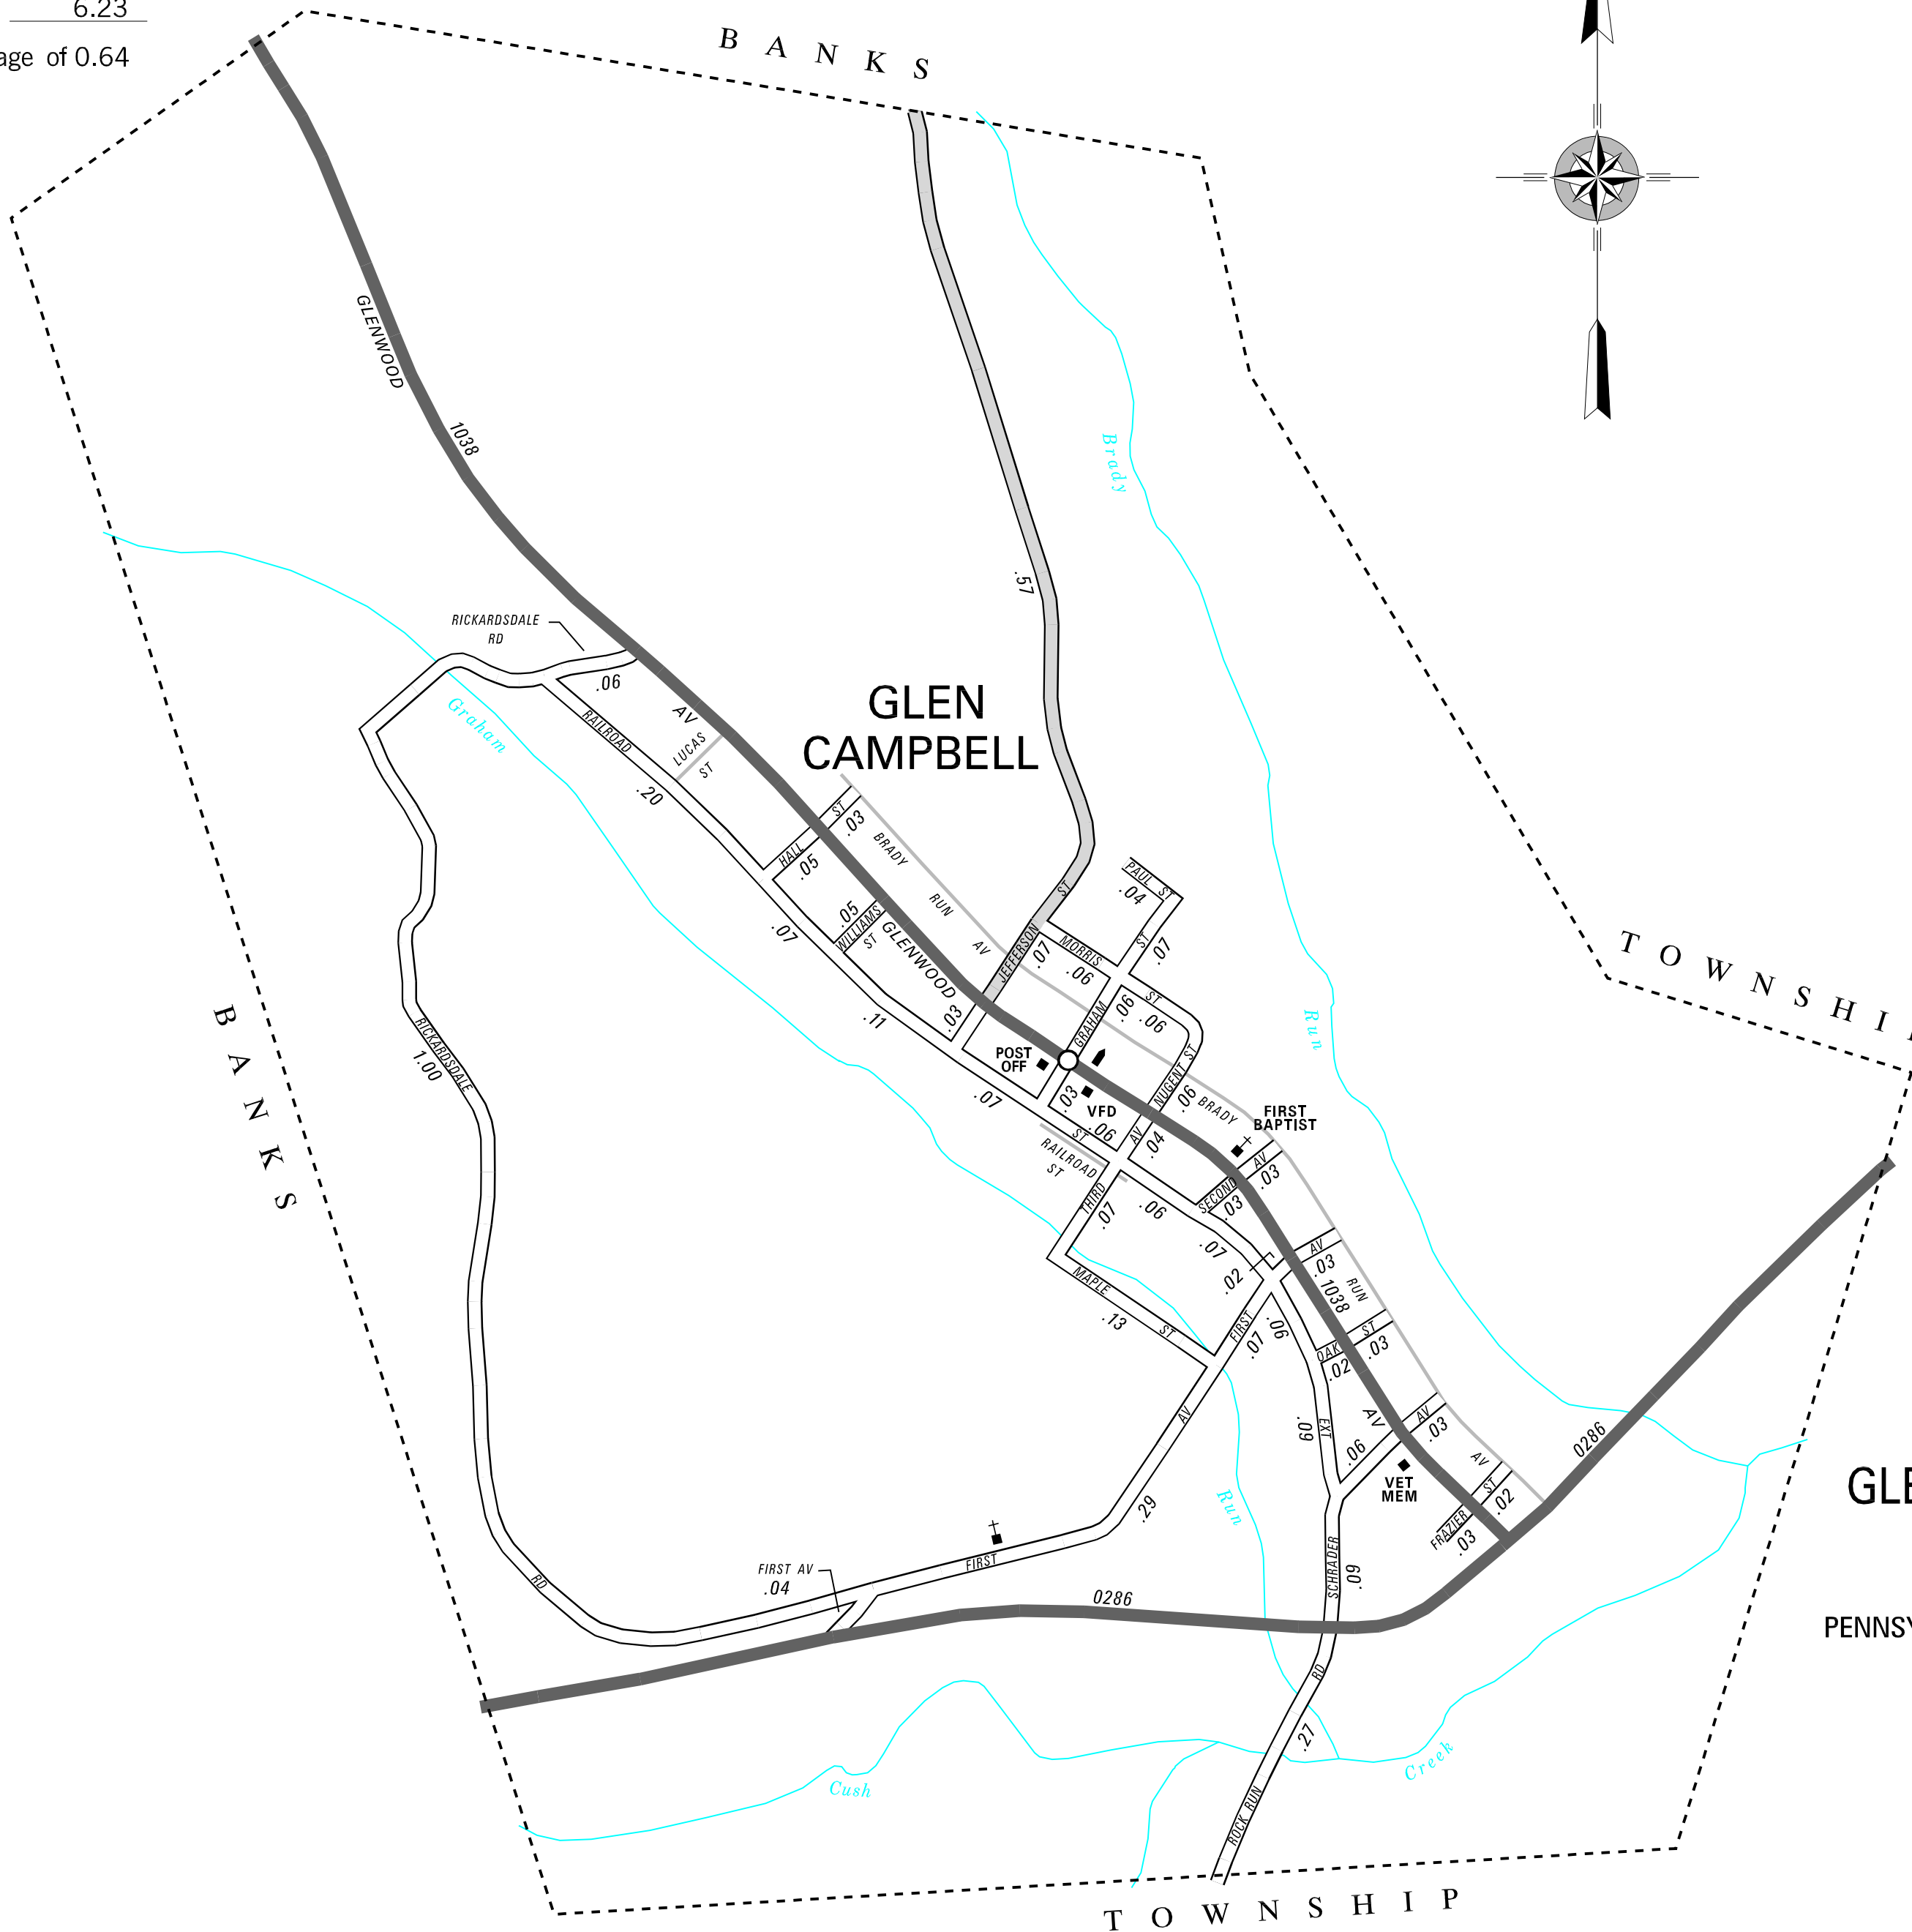 6.23
age of 0.64
BANKS
GLENWOOD
1038
Brady
.57
RICKARDSDALE
RD
.06
Graham
RAILROAD
AV
LUCAS
ST
.20
GLEN
CAMPBELL
ST
.03
HALL
.05
BRADY
RUN
AV
.05
WILLIAMS
ST
GLENWOOD
.07
.11
.03
ST
JEFFERSON
.07
PAUL ST
.04
ST
.07
MORRIS
.06
ST
.06
GRAHAM
.06
TOWNSHI
Run
BANKS
RICKARDSDALE
1.00
POST
OFF
.03
VFD
.06
ST
.07
RAILROAD
ST
NUGENT ST
.06
AV
.04
BRADY
FIRST
BAPTIST
AV
.03
SECOND
.03
THIRD
.07
.06
.07
.02
MAPLE
ST
.13
AV
.03
1038
RUN
FIRST
.07
.06
OAK
ST
.02
.03
AV
.29
.09
EXT
AV
.06
AV
.03
VET
MEM
AV
ST
.02
FRAZIER
.03
0286
Run
GLE
PENNSY
SCHRADER
.09
FIRST AV
.04
FIRST
RD
0286
RD
.27
ROCK RUN
Cush
Creek
TOWNSHIP